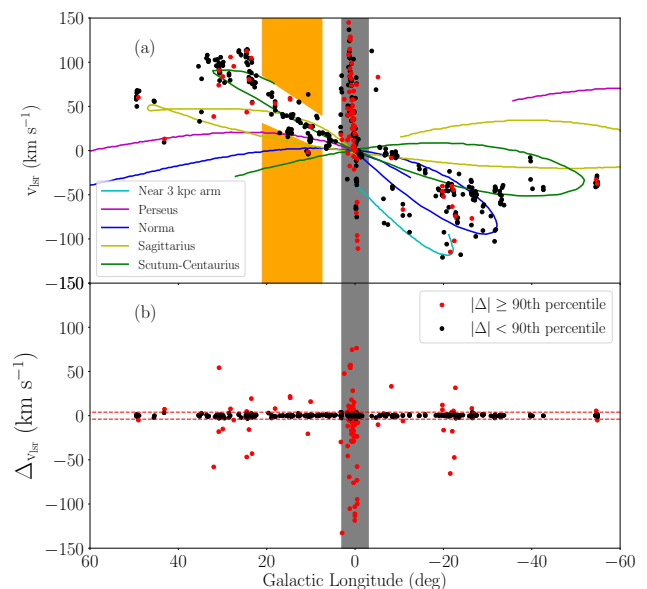 150
100
50
0
−50
−100
−150
v_lsr (km s⁻¹)
(a)
Near 3 kpc arm
Perseus
Norma
Sagittarius
Scutum-Centaurius
150
100
50
0
−50
−100
−150
Δ_v_lsr (km s⁻¹)
(b)
|Δ| ≥ 90th percentile
|Δ| < 90th percentile
60 40 20 0 −20 −40 −60
Galactic Longitude (deg)